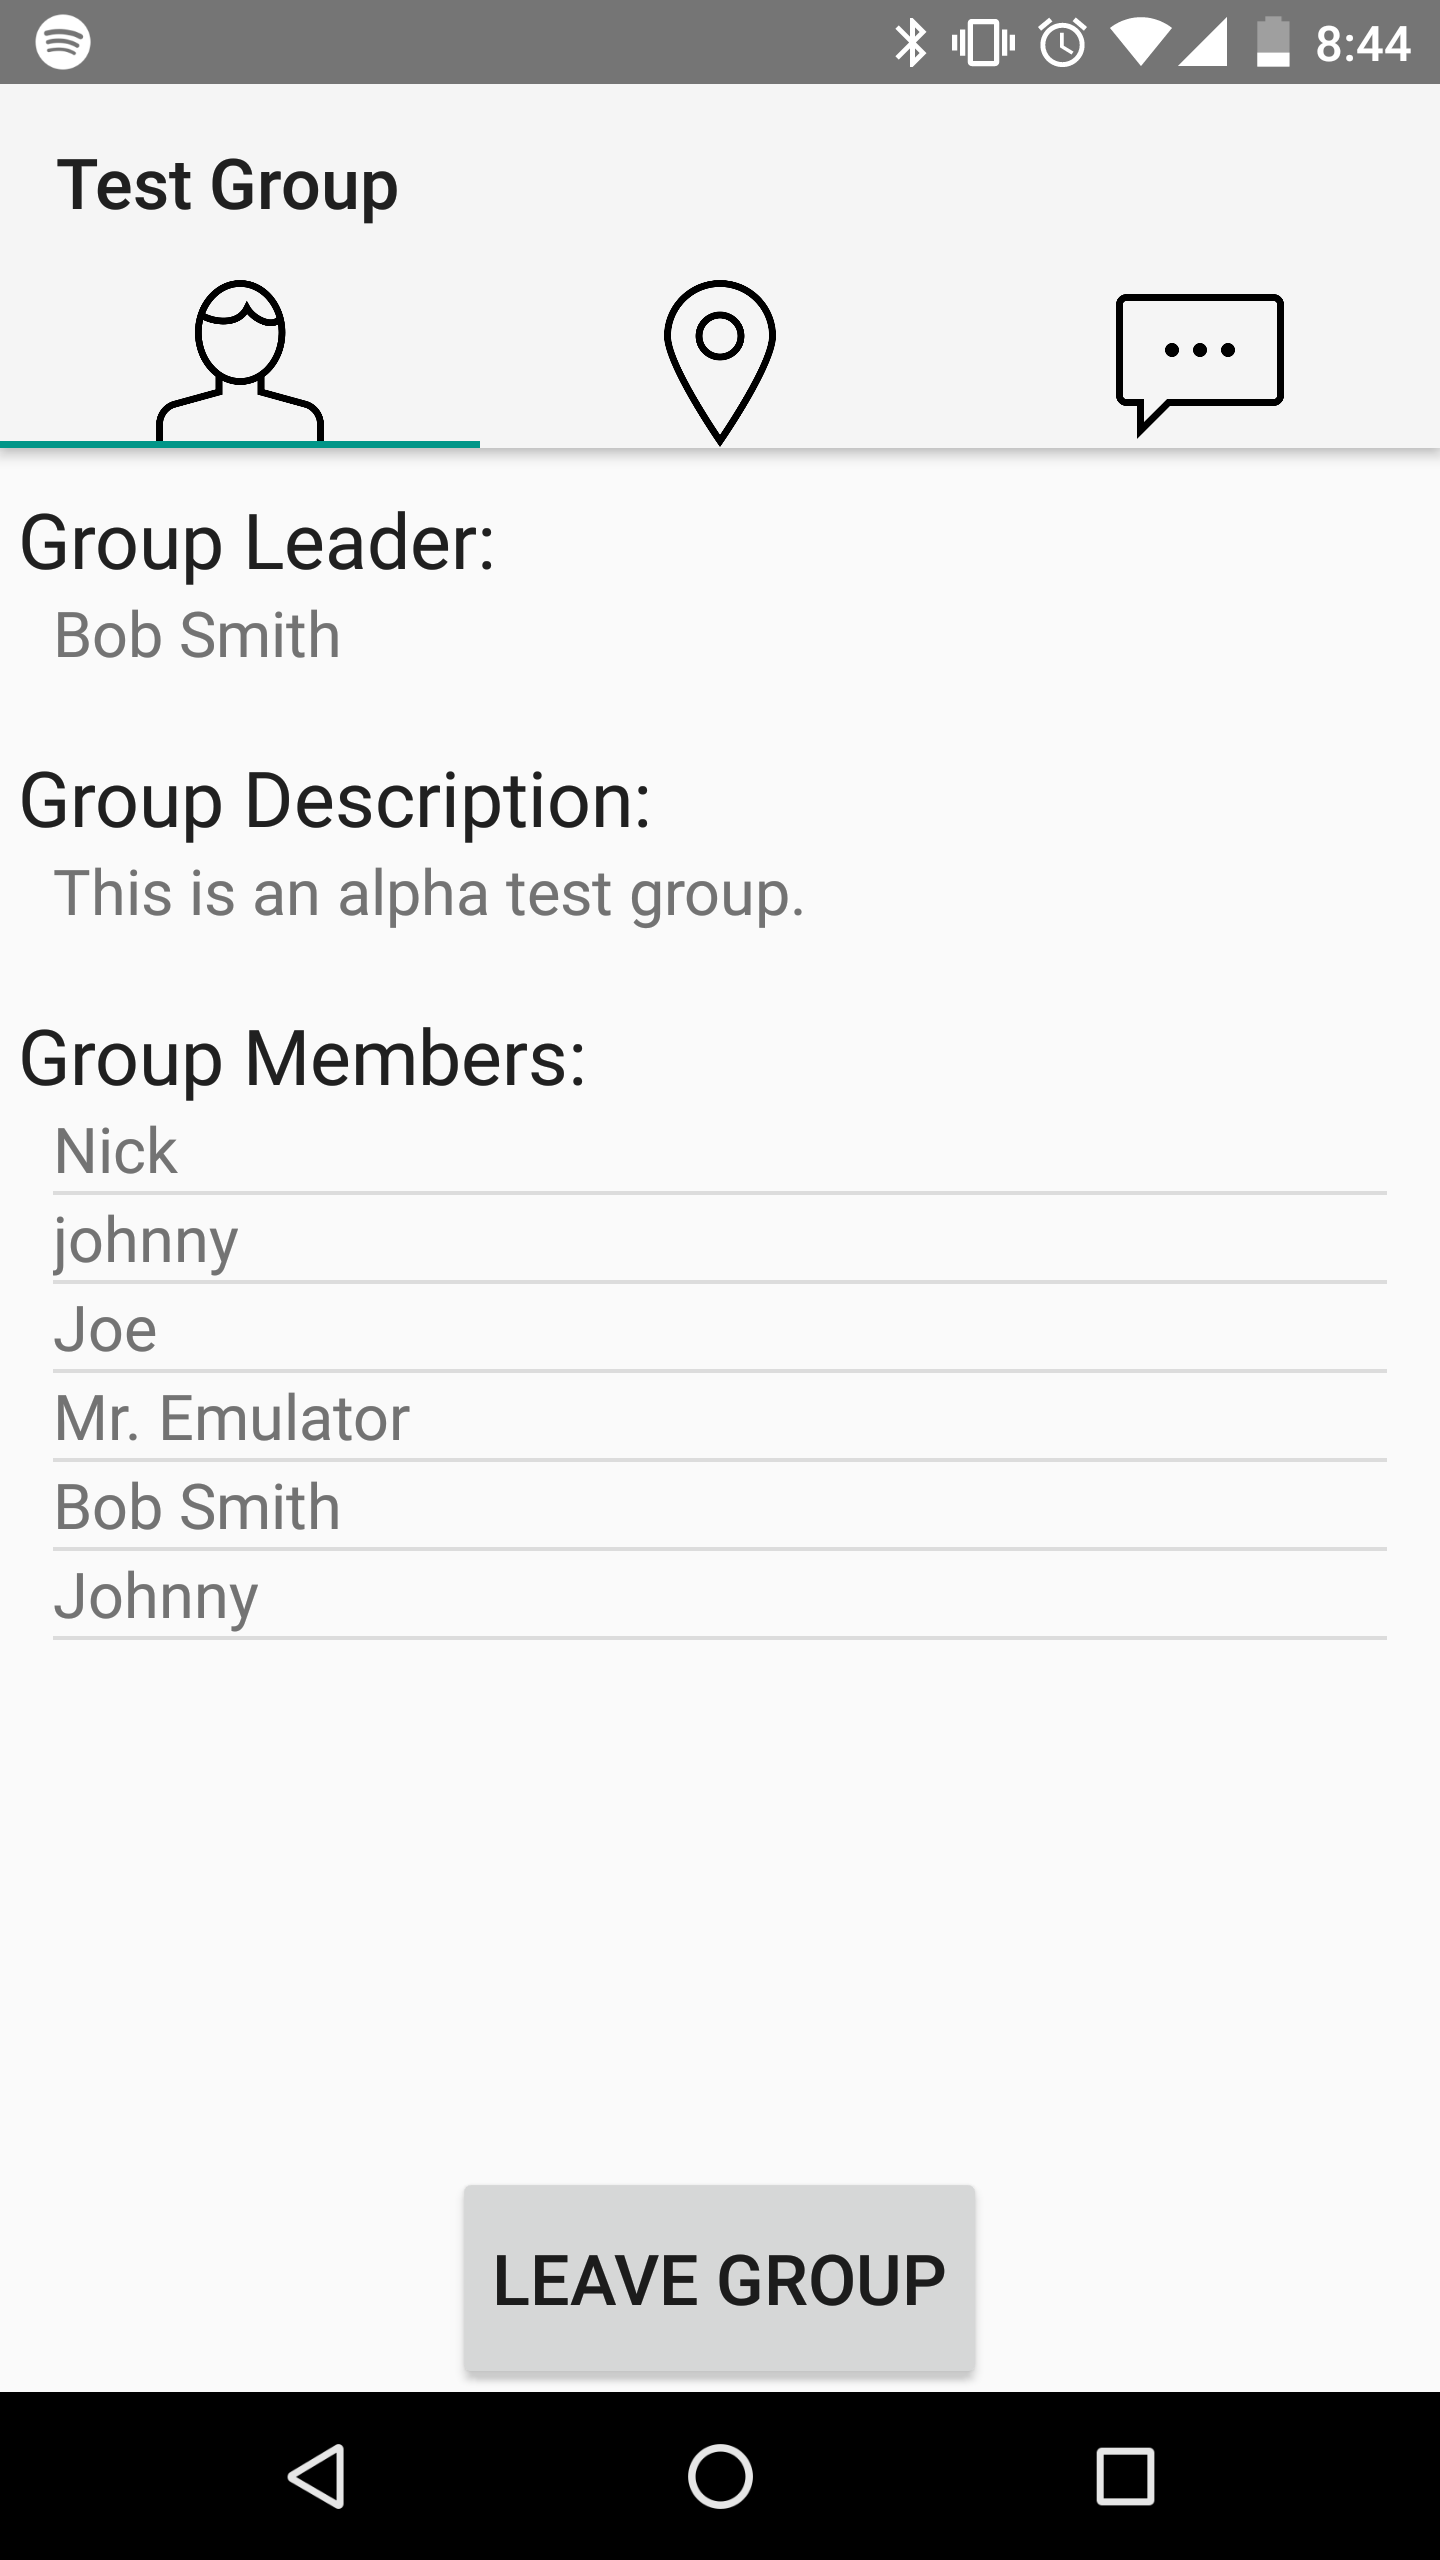 8:44
Test Group
Group Leader:
Bob Smith
Group Description:
This is an alpha test group.
Group Members:
Nick
johnny
Joe
Mr. Emulator
Bob Smith
Johnny
LEAVE GROUP